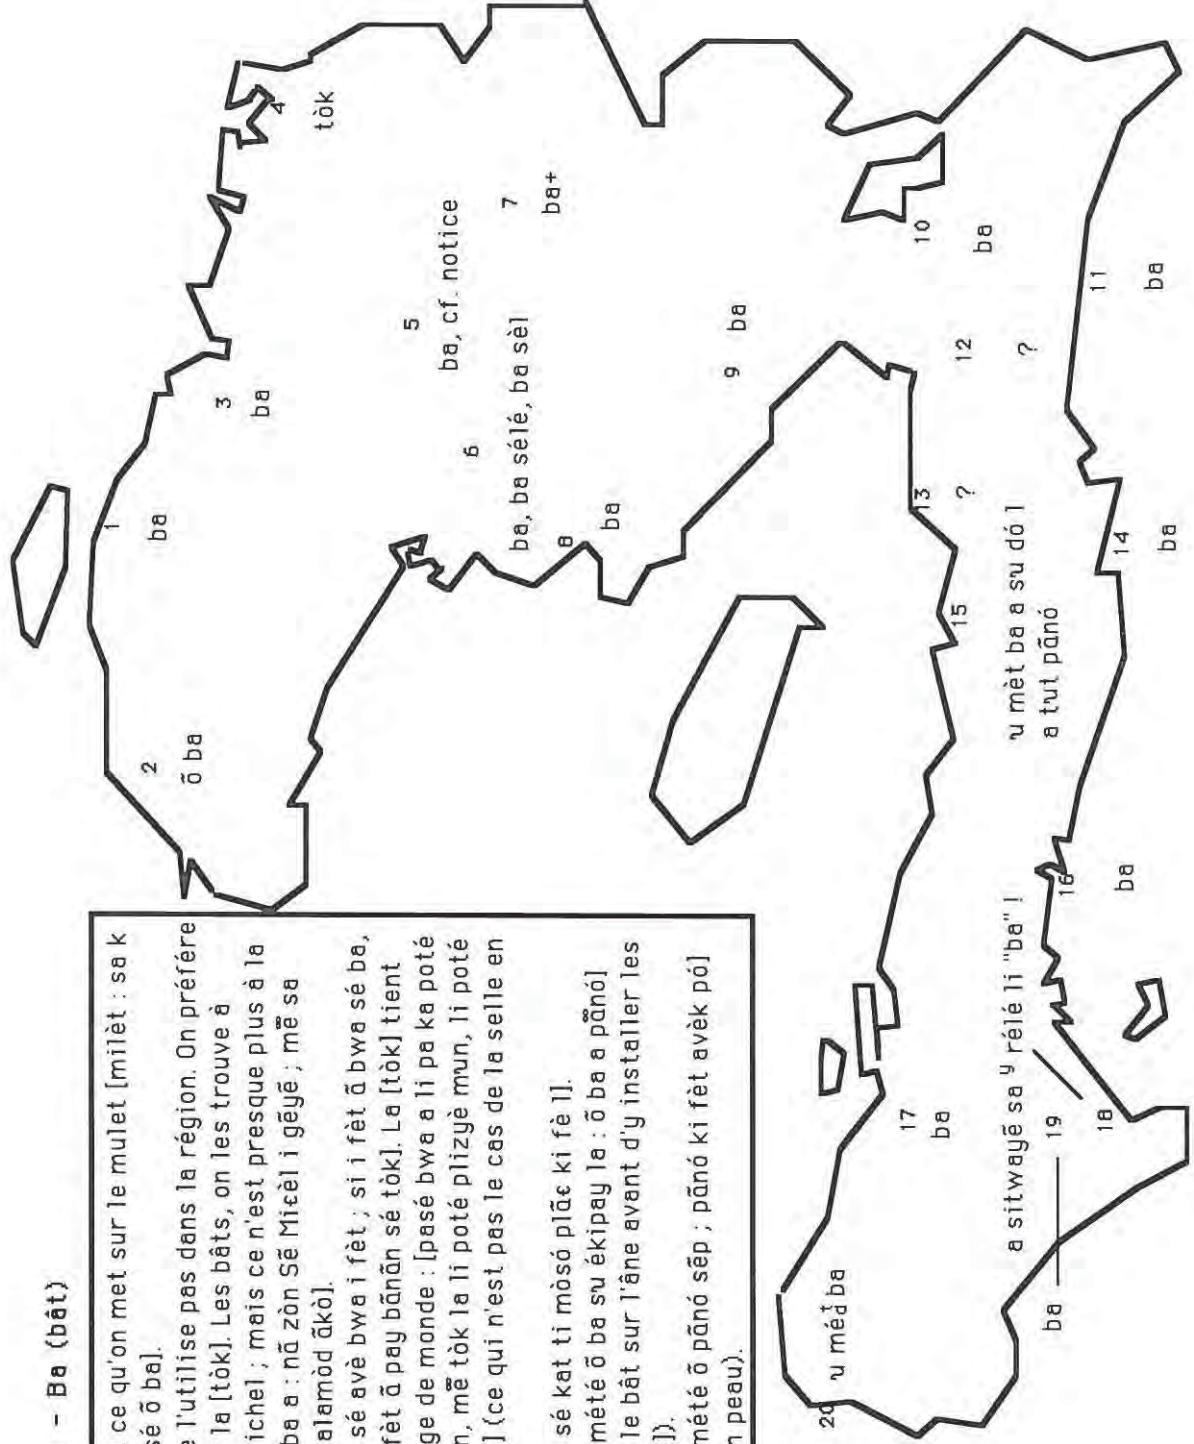 - Ba (bât)
ce qu'on met sur le mulet [milèt : sa k
sé õ ba].
l'utilise pas dans la région. On préfére
la [tòk]. Les bâts, on les trouve à
ichel ; mais ce n'est presque plus à la
ba a : nã zòn Sẽ Miɛèl i gẽyẽ ; mẽ sa
alamòd ãkò].
sé avè bwa i fèt ; si i fèt ã bwa sé ba,
fèt ã pay bãnãn sé tòk]. La [tòk] tient
ge de monde : [pasé bwa a li pa ka poté
n, mẽ tòk la li poté plizyè mun, li poté
] (ce qui n'est pas le cas de la selle en
sé kat ti mòsó plãɛ ki fè l].
mété õ ba su èkipay la : õ ba a pãnó]
le bât sur l'âne avant d'y installer les
]).
mété õ pãnó sẽp ; pãnó ki fèt avèk pó]
n peau).
1
ba
2
õ ba
3
ba
4
tòk
5
ba, cf. notice
6
ba, ba sélé, ba sèl
7
ba+
8
ba
9
ba
10
ba
11
ba
12
?
13
?
14
ba
15
u mèt ba a su dó l
a tut pãnó
16
ba
17
ba
a sitwayẽ sa y rélé li "ba" !
18
ba
19
20
u mét ba